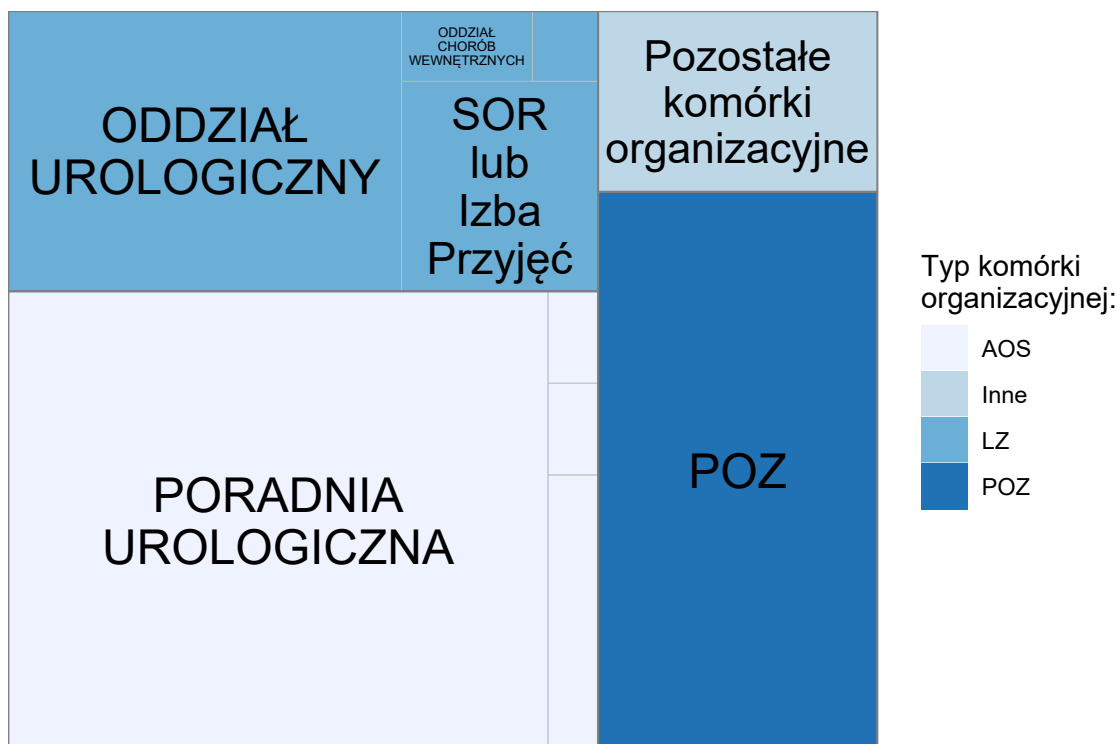 ODDZIAŁ
UROLOGICZNY
ODDZIAŁ
CHORÓB
WEWNĘTRZNYCH
SOR
lub
Izba
Przyjęć
Pozostałe
komórki
organizacyjne
PORADNIA
UROLOGICZNA
POZ
Typ komórki
organizacyjnej:
AOS
Inne
LZ
POZ